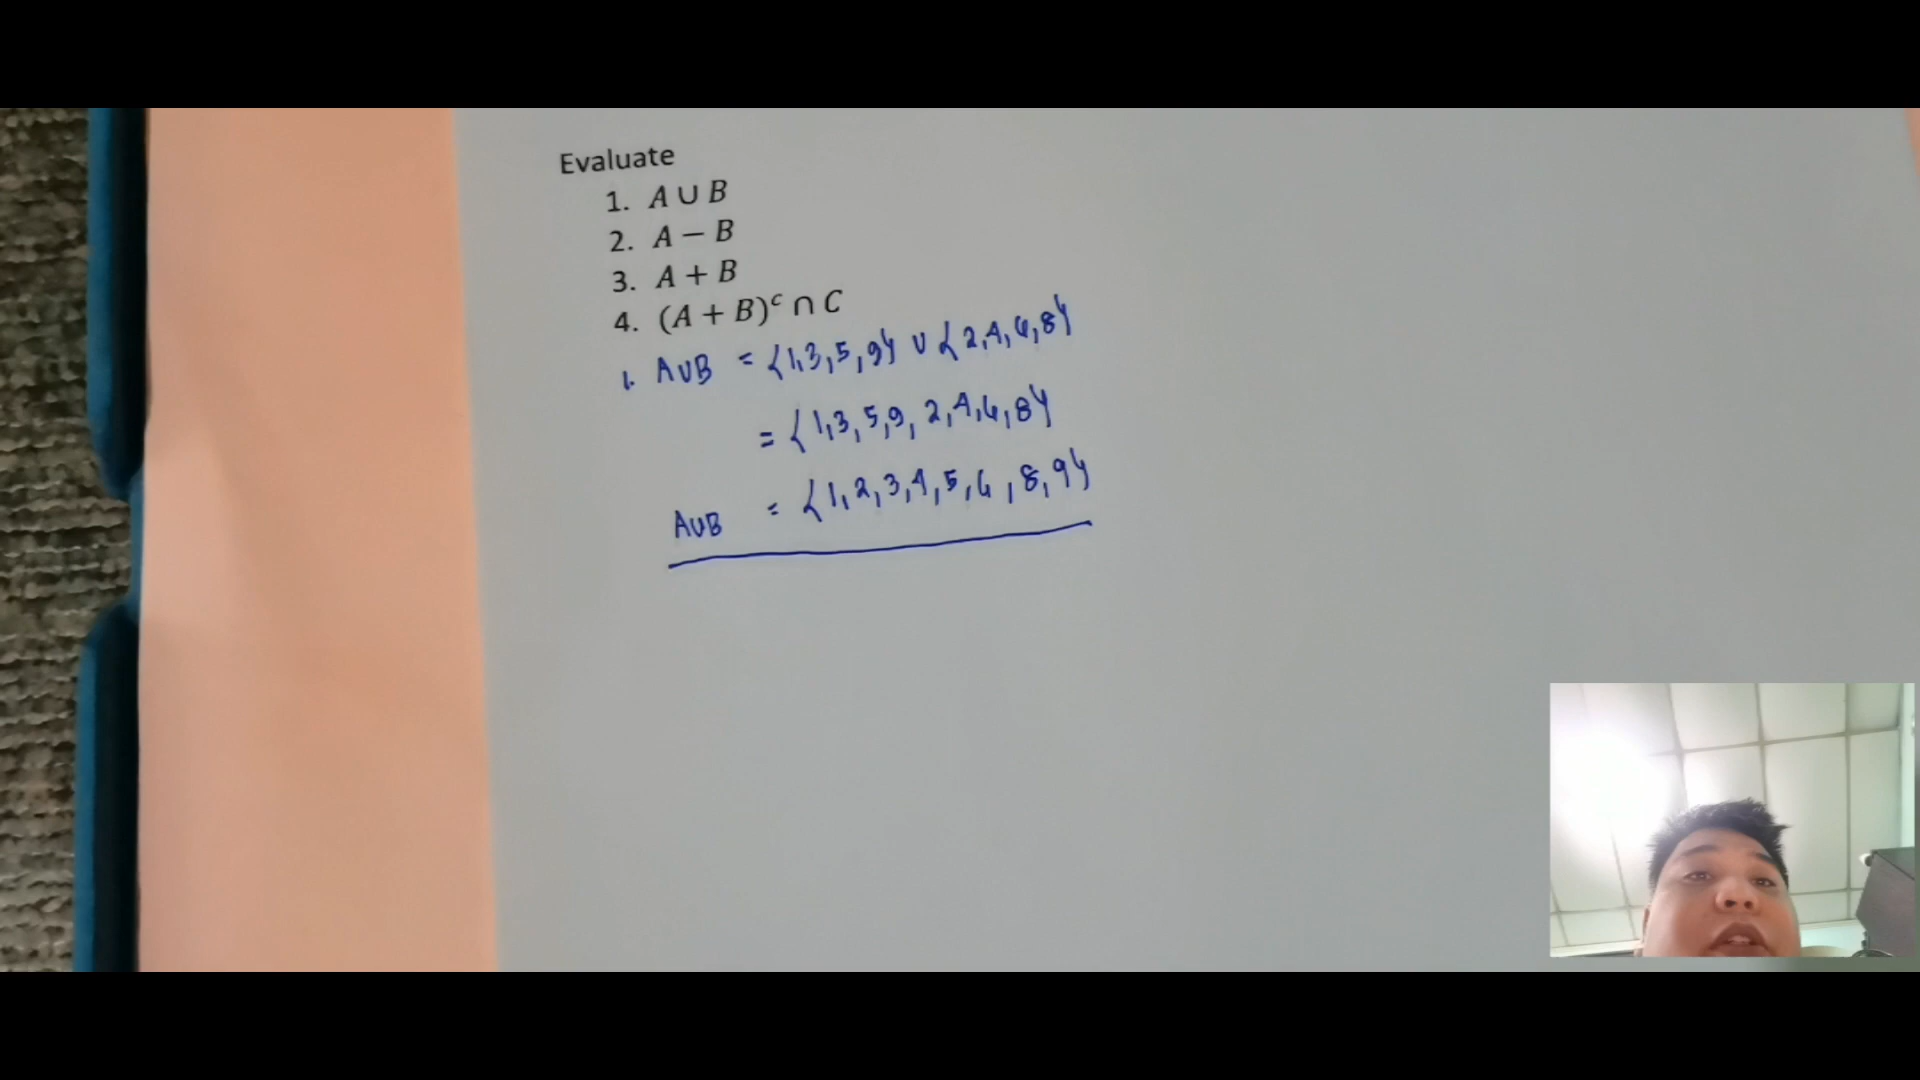 Evaluate
1. A ∪ B
2. A − B
3. A + B
4. (A + B)ᶜ ∩ C
1. A∪B = {1,3,5,9} ∪ {2,4,6,8}
= {1,3,5,9,2,4,6,8}
A∪B = {1,2,3,4,5,6,8,9}